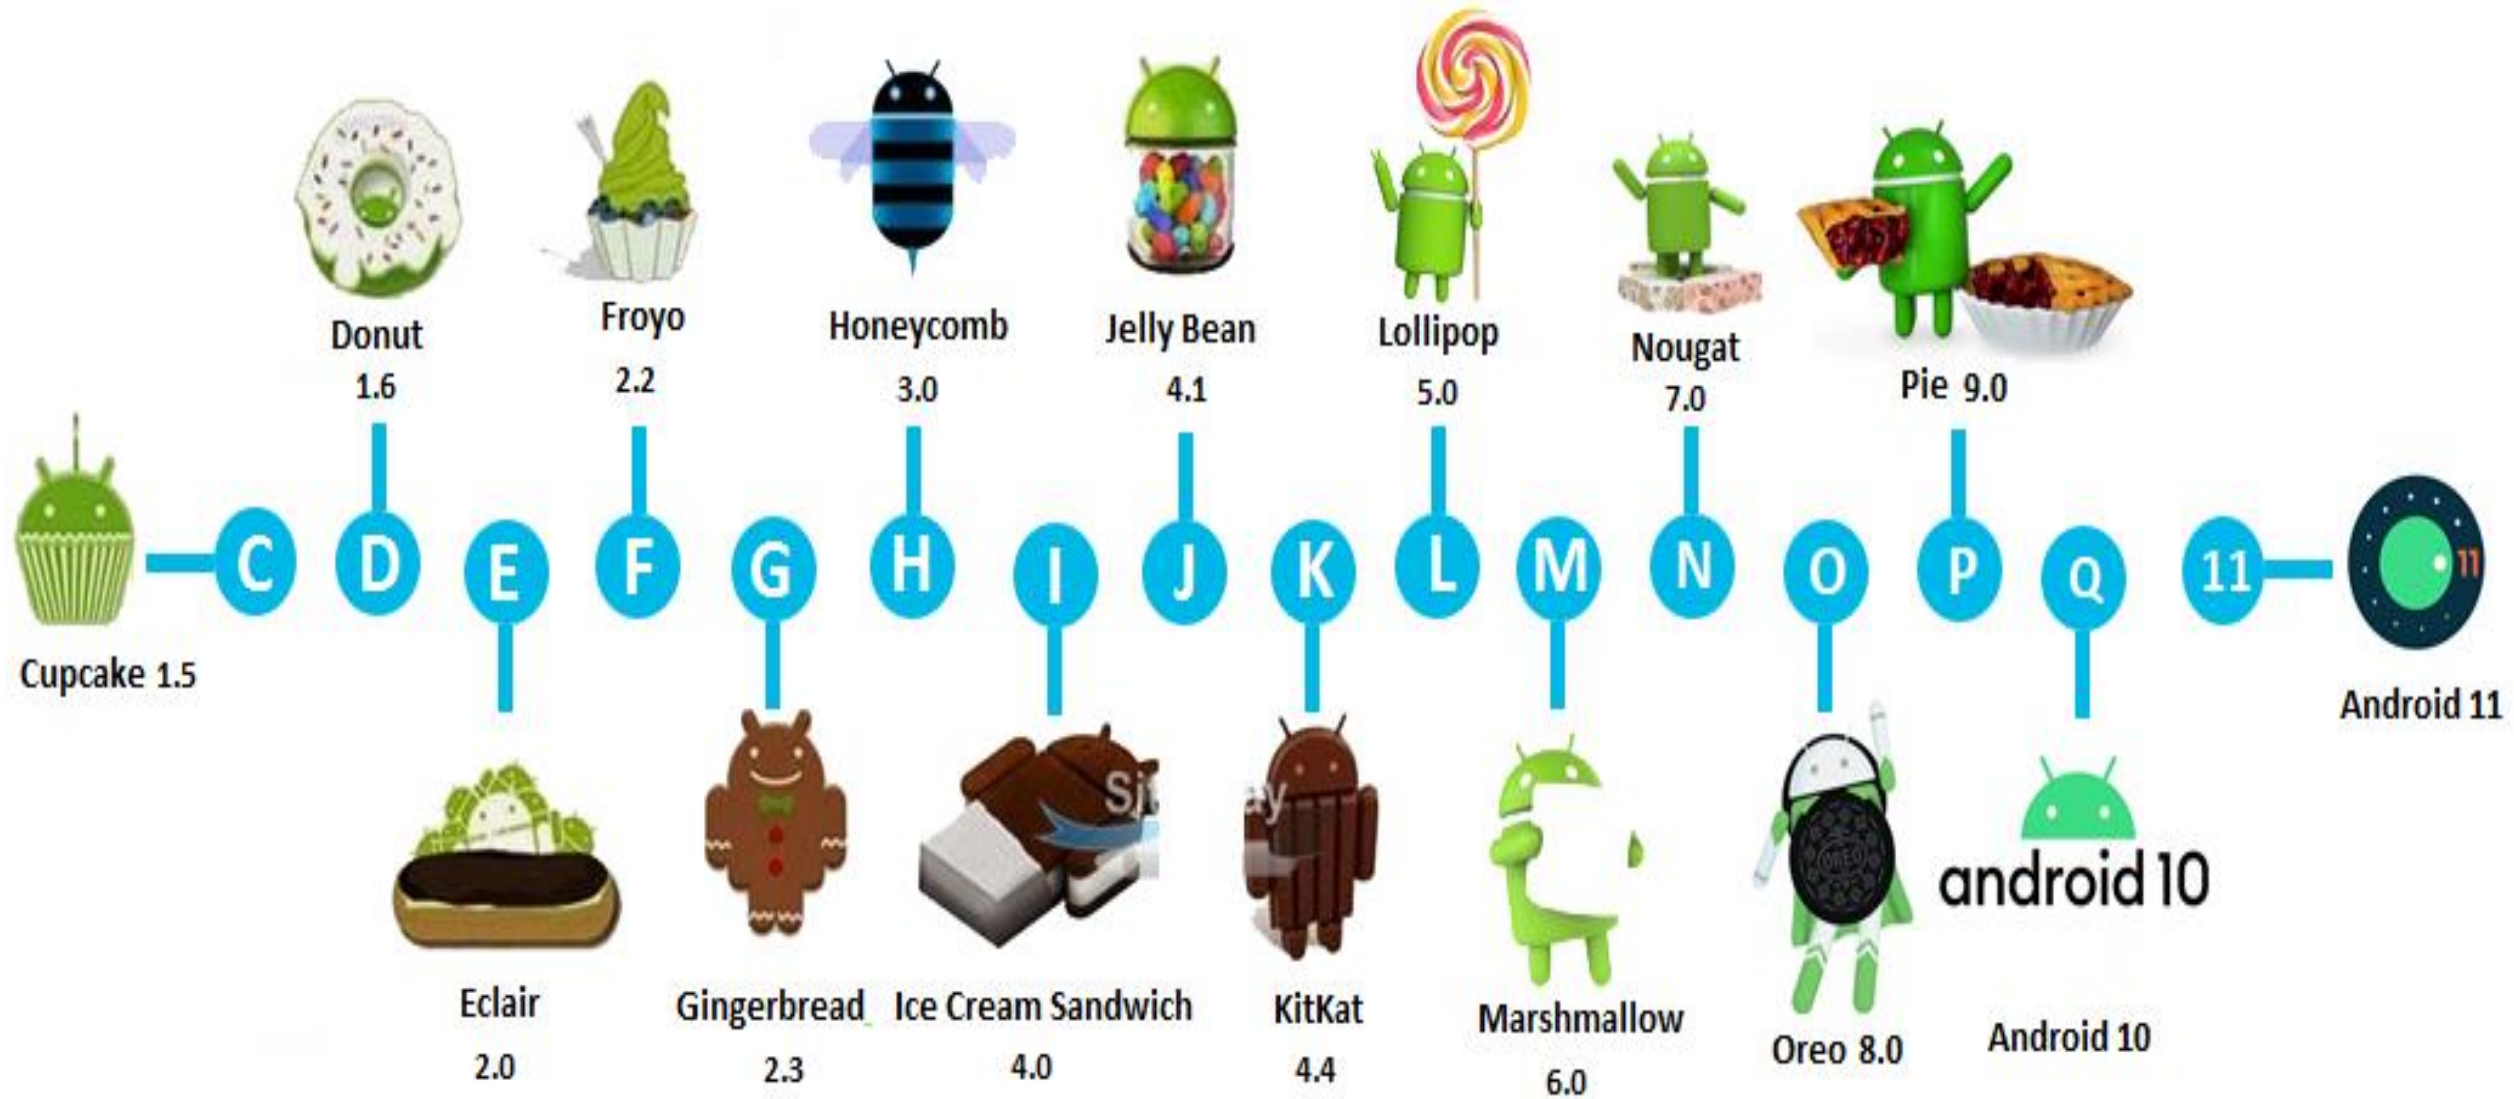 Donut
1.6
Froyo
2.2
Honeycomb
3.0
Jelly Bean
4.1
Lollipop
5.0
Nougat
7.0
Pie 9.0
C
D
E
F
G
H
I
J
K
L
M
N
O
P
Q
11
11
Cupcake 1.5
Android 11
OREO
android 10
Eclair
2.0
Gingerbread
2.3
Ice Cream Sandwich
4.0
KitKat
4.4
Marshmallow
6.0
Oreo 8.0
Android 10